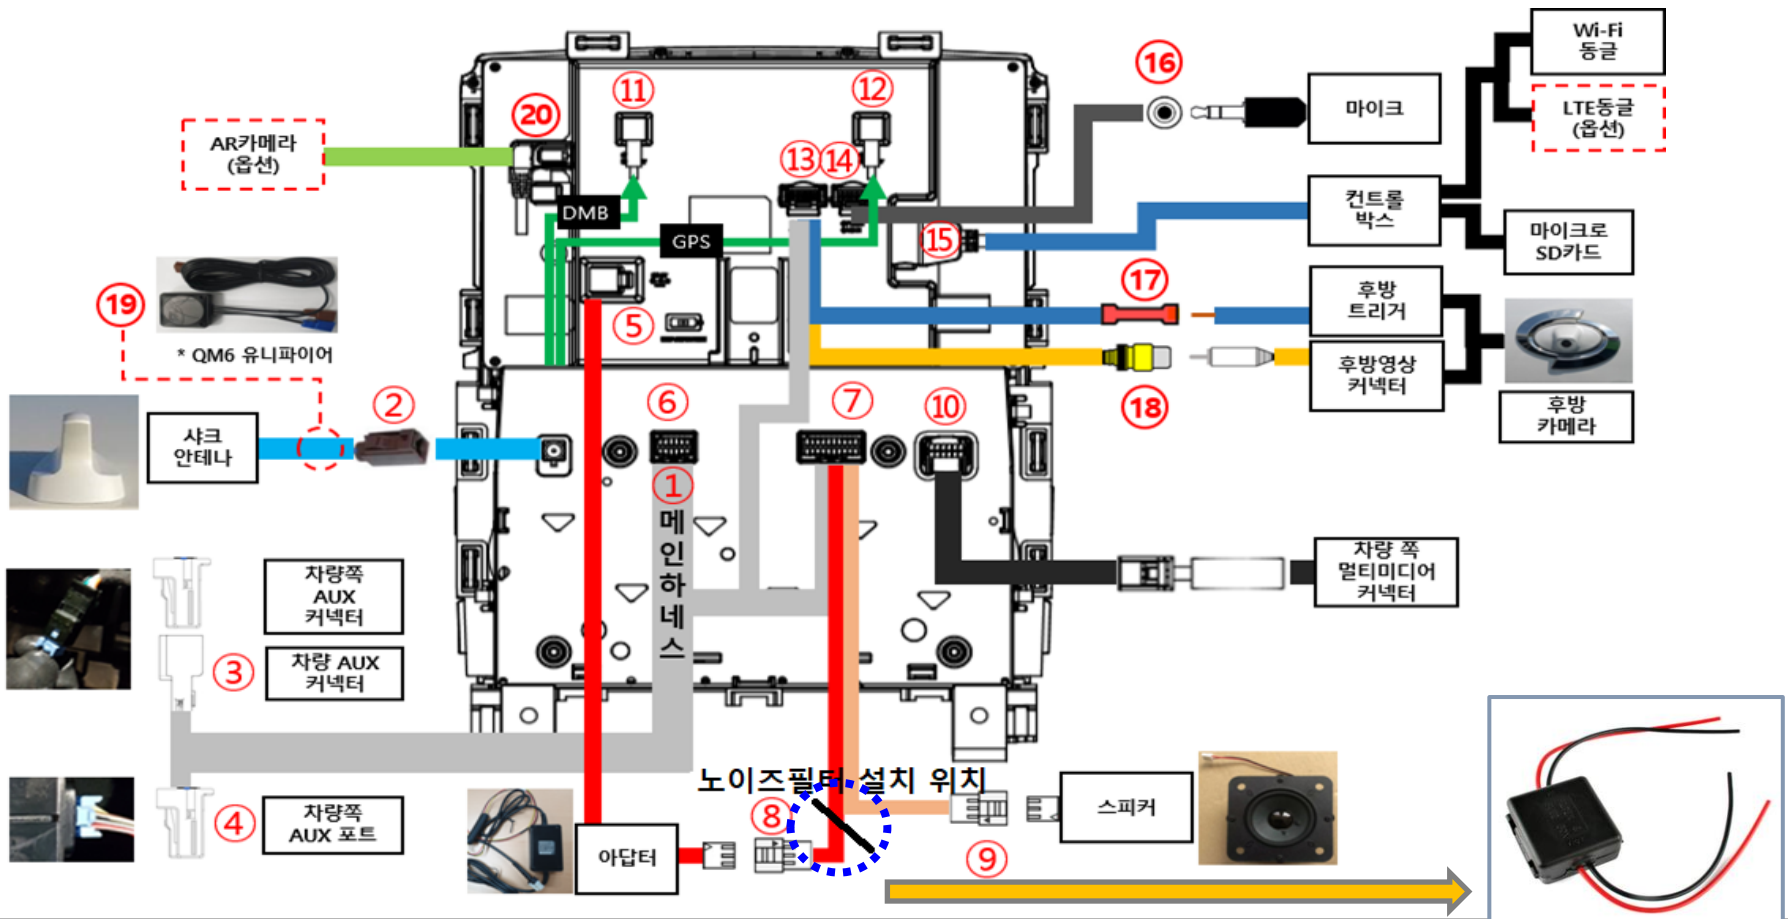 Wi-Fi
동글
LTE동글
(옵션)
⑯
마이크
⑪
⑫
⑳
AR카메라
(옵션)
⑬
⑭
컨트롤
박스
DMB
GPS
⑮
마이크로
SD카드
⑲
⑰
후방
트리거
⑤
* QM6 유니파이어
후방영상
커넥터
⑱
후방
카메라
②
⑥
⑦
⑩
샤크
안테나
①
메
인
하
네
스
차량 쪽
멀티미디어
커넥터
차량쪽
AUX
커넥터
③
차량 AUX
커넥터
노이즈필터 설치 위치
④
차량쪽
AUX 포트
⑧
스피커
아답터
⑨